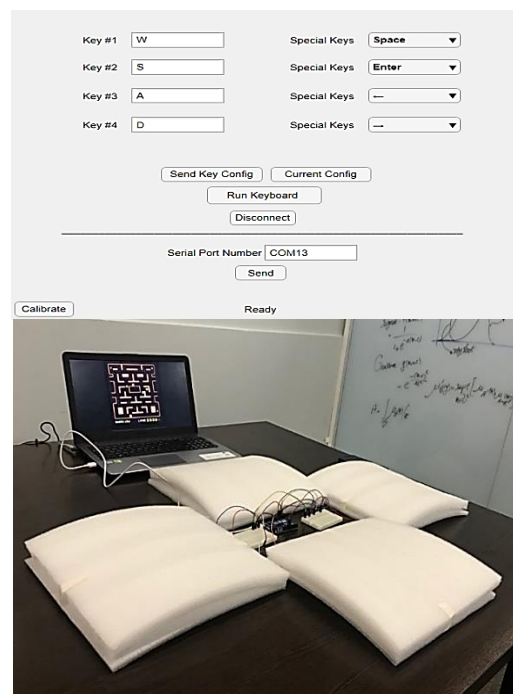 Key #1 W Special Keys Space
Key #2 S Special Keys Enter
Key #3 A Special Keys ←
Key #4 D Special Keys →
Send Key Config Current Config
Run Keyboard
Disconnect
Serial Port Number COM13
Send
Calibrate Ready